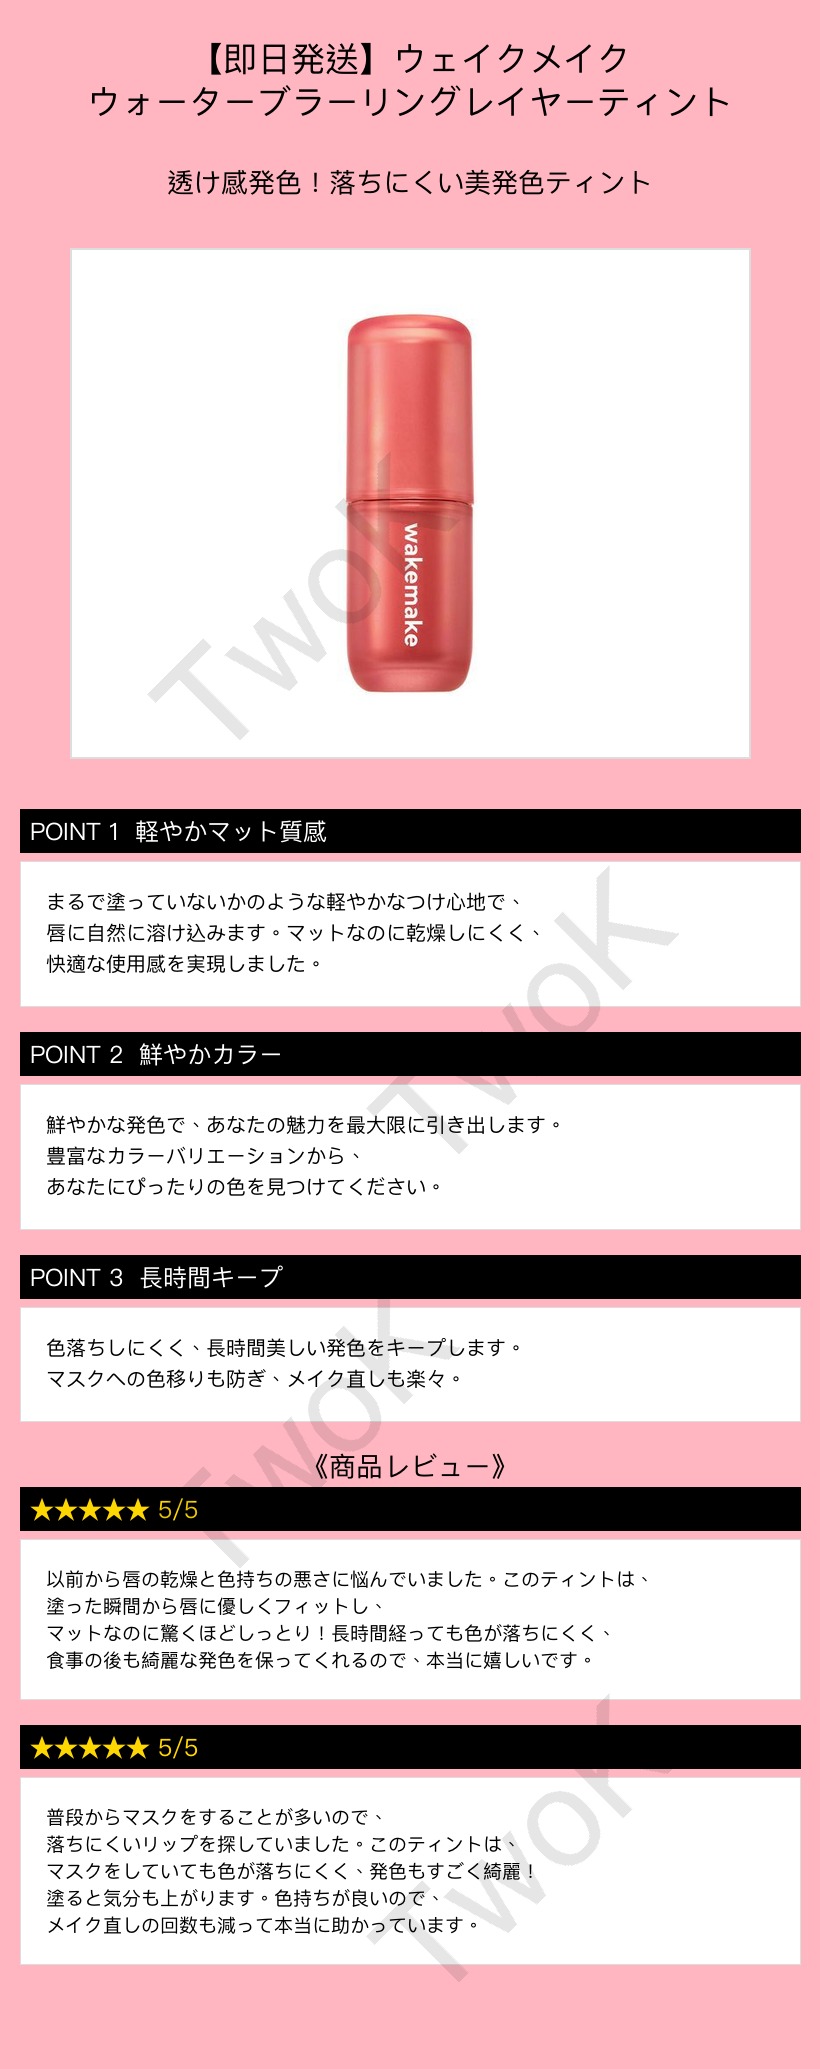 【即日発送】ウェイクメイク
ウォーターブラーリングレイヤーティント
透け感発色！落ちにくい美発色ティント
wakemake
TwoK
POINT 1 軽やかマット質感
まるで塗っていないかのような軽やかなつけ心地で、
唇に自然に溶け込みます。マットなのに乾燥しにくく、
快適な使用感を実現しました。
TwoK
POINT 2 鮮やかカラー
鮮やかな発色で、あなたの魅力を最大限に引き出します。
豊富なカラーバリエーションから、
あなたにぴったりの色を見つけてください。
POINT 3 長時間キープ
色落ちしにくく、長時間美しい発色をキープします。
マスクへの色移りも防ぎ、メイク直しも楽々。
TwoK
《商品レビュー》
★★★★★ 5/5
以前から唇の乾燥と色持ちの悪さに悩んでいました。このティントは、
塗った瞬間から唇に優しくフィットし、
マットなのに驚くほどしっとり！長時間経っても色が落ちにくく、
食事の後も綺麗な発色を保ってくれるので、本当に嬉しいです。
★★★★★ 5/5
普段からマスクをすることが多いので、
落ちにくいリップを探していました。このティントは、
マスクをしていても色が落ちにくく、発色もすごく綺麗！
塗ると気分も上がります。色持ちが良いので、
メイク直しの回数も減って本当に助かっています。
TwoK